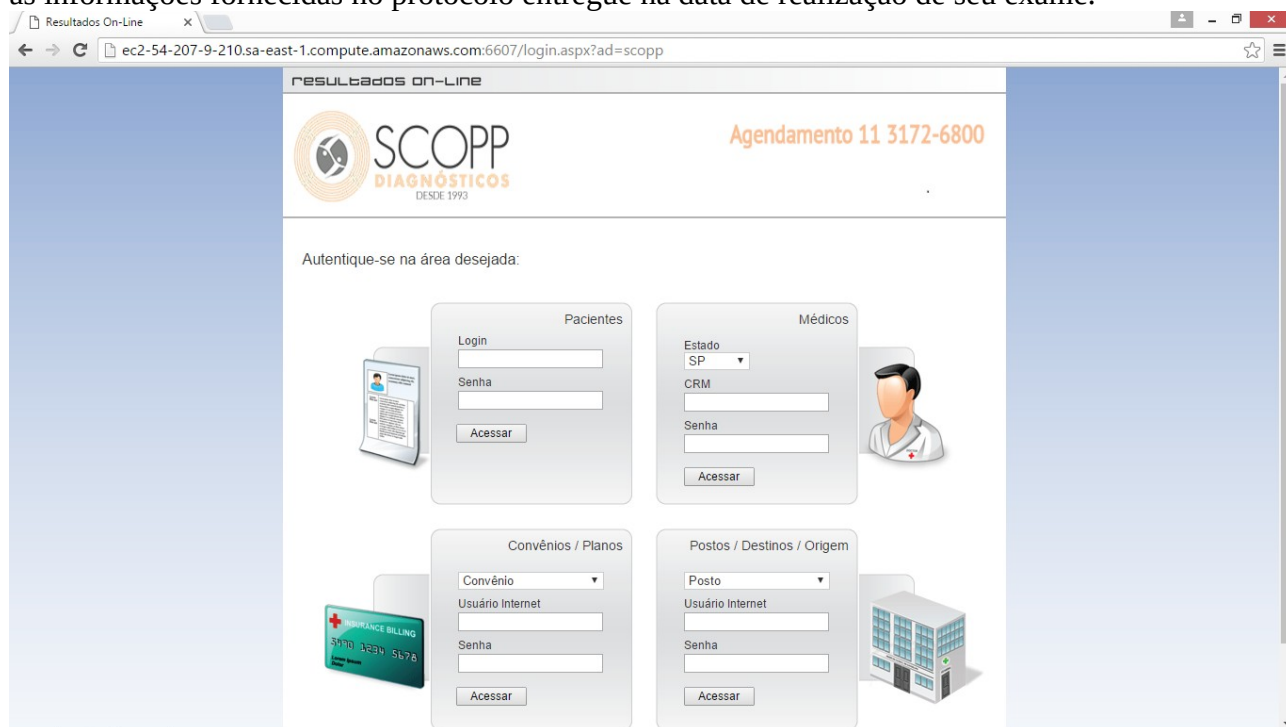 as informações fornecidas no protocolo entregue na data de realização de seu exame.
Resultados On-Line
ec2-54-207-9-210.sa-east-1.compute.amazonaws.com:6607/login.aspx?ad=scopp
resultados on-line
SCOPP
DIAGNÓSTICOS
DESDE 1993
Agendamento 11 3172-6800
.
Autentique-se na área desejada:
Pacientes
Login
Senha
Acessar
Médicos
Estado
SP
CRM
Senha
Acessar
Convênios / Planos
Convênio
Usuário Internet
Senha
Acessar
INSURANCE BILLING
5490 1234 5678
Postos / Destinos / Origem
Posto
Usuário Internet
Senha
Acessar